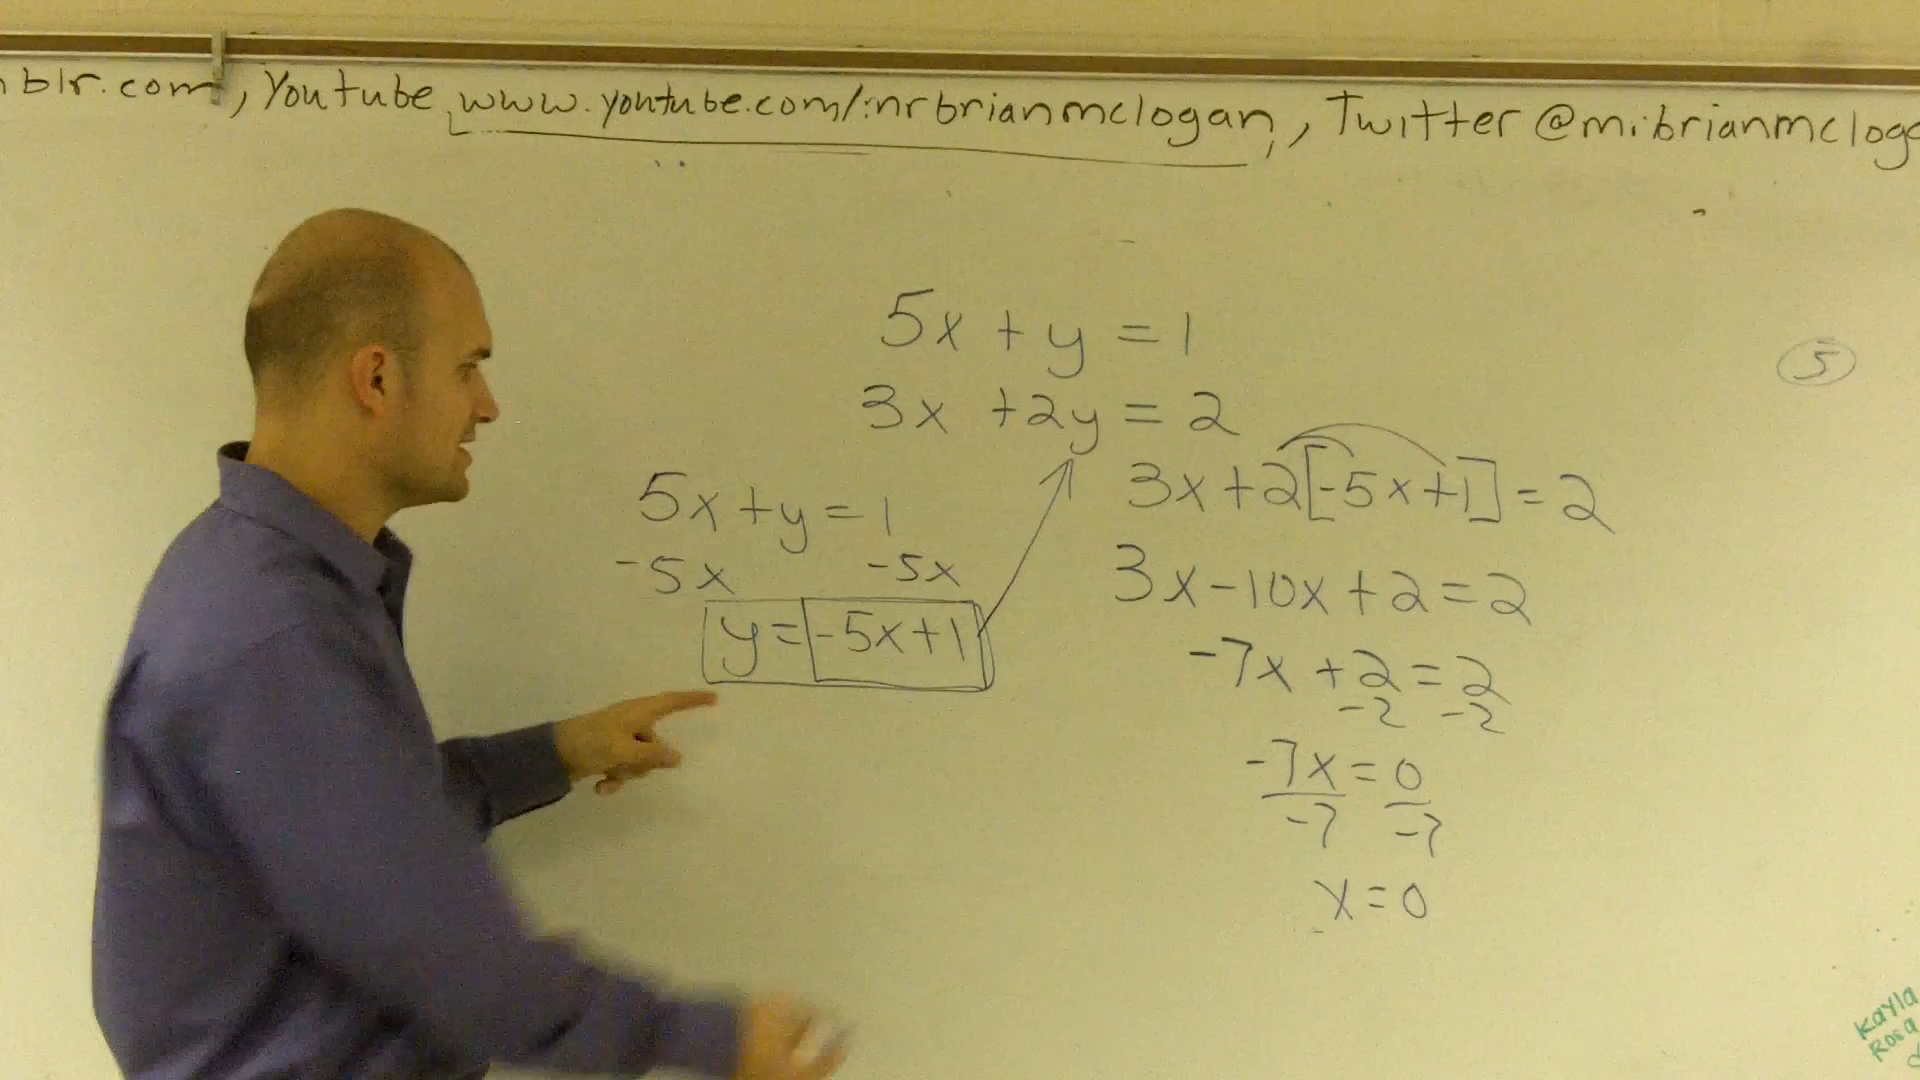 blr.com, Youtube www.youtube.com/mrbrianmclogan, Twitter @mrbrianmcloga
5x + y = 1
5
3x + 2y = 2
5x + y = 1
-5x -5x
y = -5x + 1
3x + 2[-5x + 1] = 2
3x - 10x + 2 = 2
-7x + 2 = 2
-2 -2
-7x = 0
-7 -7
x = 0
Kayla
Rosa